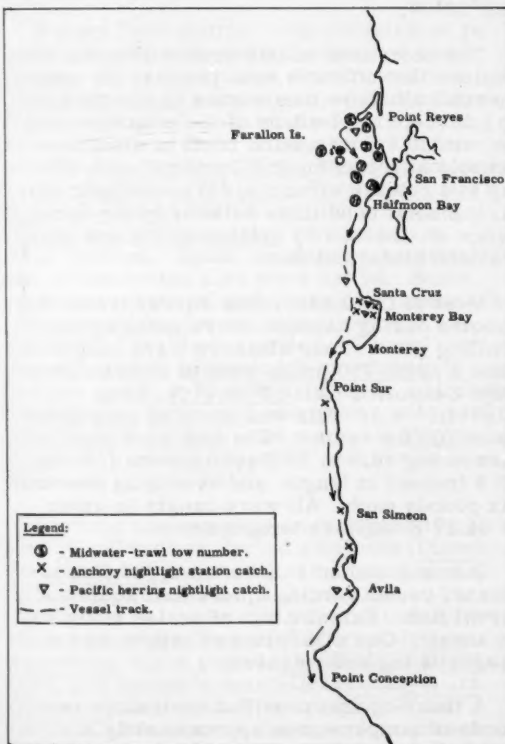 Point Reyes
Farallon Is.
San Francisco
Halfmoon Bay
Santa Cruz
Monterey Bay
Monterey
Point Sur
San Simton
Avila
Legend:
- Midwater-trawl tow number.
- Anchovy nightlight station catch.
- Pacific herring nightlight catch.
- Vessel track.
Point Conception